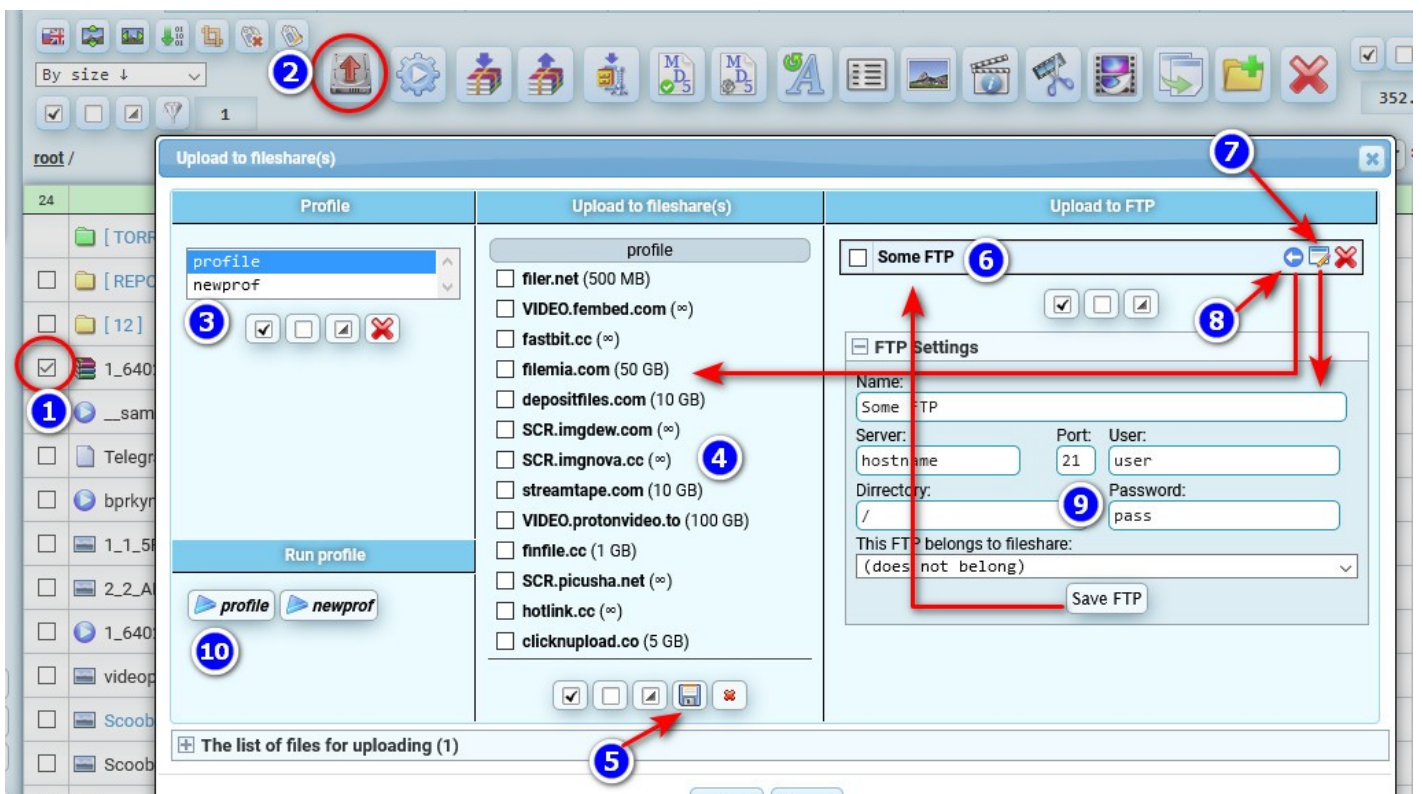 2
By size ↓
1
352.
root /
Upload to fileshare(s)
7
24
Profile
Upload to fileshare(s)
Upload to FTP
[ TORR
[ REPO
[ 12 ]
1_640
__sam
Telegr
bprkyr
1_1_5
2_2_A
1_640
videop
Scoob
Scoob
1
profile
newprof
3
Run profile
profile
newprof
10
profile
filer.net (500 MB)
VIDEO.fembed.com (∞)
fastbit.cc (∞)
filemia.com (50 GB)
depositfiles.com (10 GB)
SCR.imgdew.com (∞)
SCR.imgnova.cc (∞)
4
streamtape.com (10 GB)
VIDEO.protonvideo.to (100 GB)
finfile.cc (1 GB)
SCR.picusha.net (∞)
hotlink.cc (∞)
clicknupload.co (5 GB)
5
Some FTP
6
8
FTP Settings
Name:
Some FTP
Server: Port: User:
hostname 21 user
Dirrectory: Password:
/ pass
9
This FTP belongs to fileshare:
(does not belong)
Save FTP
The list of files for uploading (1)